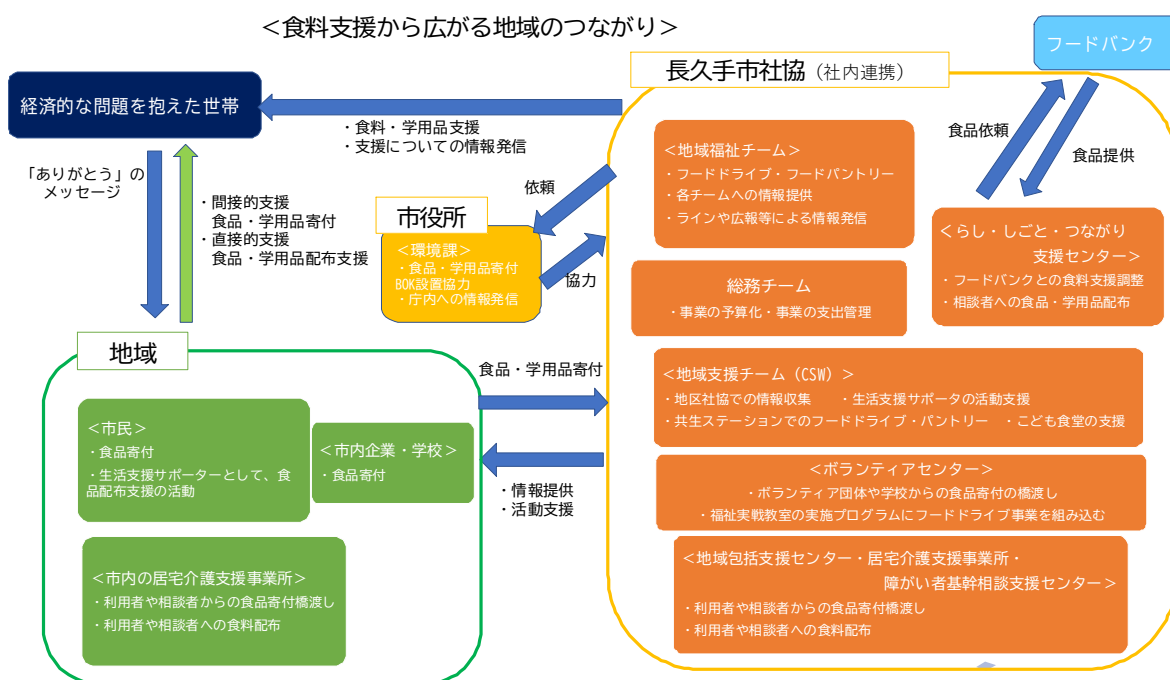 <食料支援から広がる地域のつながり>
フードバンク
長久手市社協（社内連携）
経済的な問題を抱えた世帯
・食料・学用品支援
・支援についての情報発信
食品依頼
食品提供
「ありがとう」の
メッセージ
・間接的支援
食品・学用品寄付
・直接的支援
食品・学用品配布支援
依頼
協力
市役所
<環境課>
・食品・学用品寄付
BOK設置協力
・庁内への情報発信
<地域福祉チーム>
・フードドライブ・フードパントリー
・各チームへの情報提供
・ラインや広報等による情報発信
<らし・しごと・つながり
支援センター>
・フードバンクとの食料支援調整
・相談者への食品・学用品配布
総務チーム
・事業の予算化・事業の支出管理
地域
食品・学用品寄付
<地域支援チーム（CSW）>
・地区社協での情報収集　・生活支援サポータの活動支援
・共生ステーションでのフードドライブ・パントリー　・こども食堂の支援
<市民>
・食品寄付
・生活支援サポーターとして、食
品配布支援の活動
<市内企業・学校>
・食品寄付
・情報提供
・活動支援
<ボランティアセンター>
・ボランティア団体や学校からの食品寄付の橋渡し
・福祉実戦教室の実施プログラムにフードドライブ事業を組み込む
<市内の居宅介護支援事業所>
・利用者や相談者からの食品寄付橋渡し
・利用者や相談者への食料配布
<地域包括支援センター・居宅介護支援事業所・
障がい者基幹相談支援センター>
・利用者や相談者からの食品寄付橋渡し
・利用者や相談者への食料配布